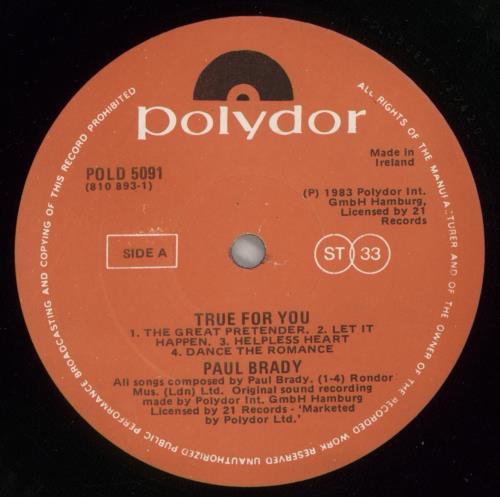 polydor
POLD 5091
(810 893-1)
Made in
Ireland
(P) 1983 Polydor Int.
GmbH Hamburg,
Licensed by 21
Records
SIDE A
ST 33
TRUE FOR YOU
1. THE GREAT PRETENDER. 2. LET IT
HAPPEN. 3. HELPLESS HEART
4. DANCE THE ROMANCE
PAUL BRADY
All songs composed by Paul Brady. (1-4) Rondor
Mus. (Ldn) Ltd. Original sound recording
made by Polydor Int. GmbH Hamburg
Licensed by 21 Records - 'Marketed
by Polydor Ltd.'
ALL RIGHTS OF THE MANUFACTURER AND OF THE OWNER OF THE RECORDED WORK RESERVED UNAUTHORIZED PUBLIC PERFORMANCE BROADCASTING AND COPYING OF THIS RECORD PROHIBITED